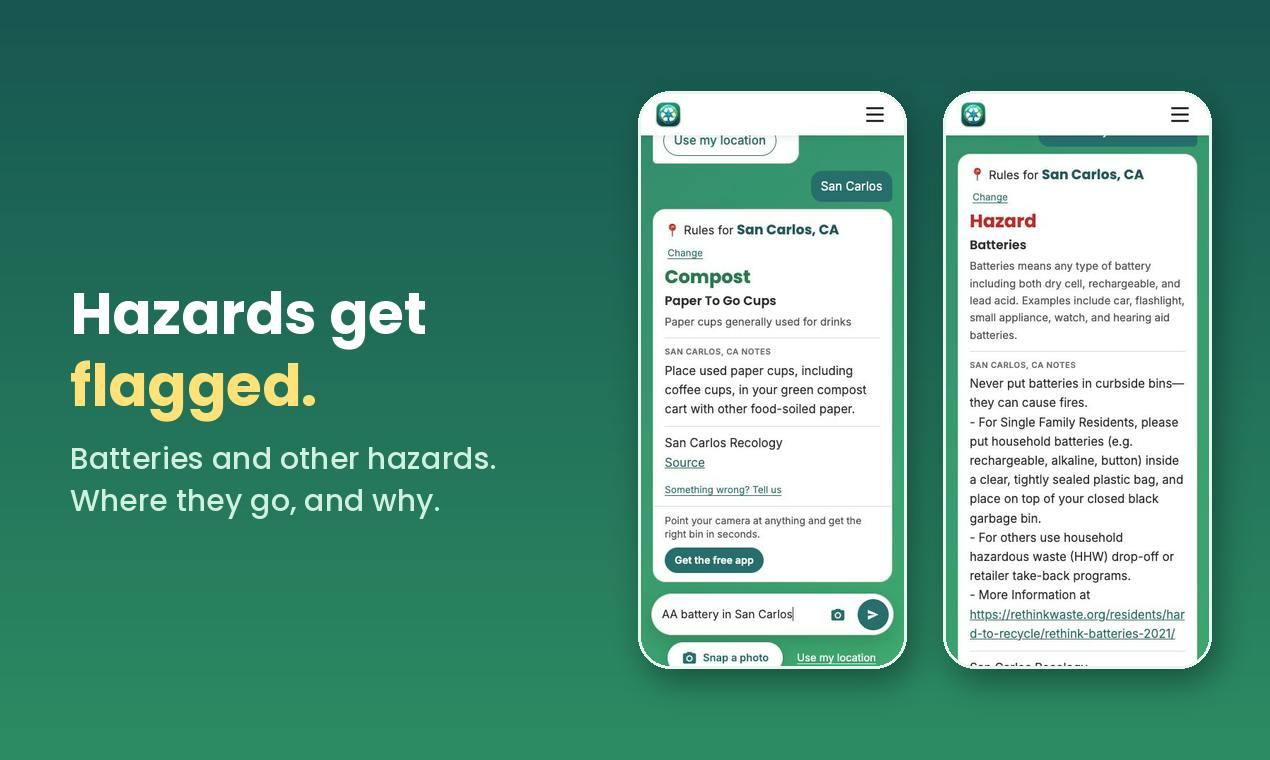 Hazards get
flagged.
Batteries and other hazards.
Where they go, and why.
Use my location
San Carlos
Rules for San Carlos, CA
Change
Compost
Paper To Go Cups
Paper cups generally used for drinks
SAN CARLOS, CA NOTES
Place used paper cups, including
coffee cups, in your green compost
cart with other food-soiled paper.
San Carlos Recology
Source
Something wrong? Tell us
Point your camera at anything and get the
right bin in seconds.
Get the free app
AA battery in San Carlos
Snap a photo
Use my location
Rules for San Carlos, CA
Change
Hazard
Batteries
Batteries means any type of battery
including both dry cell, rechargeable, and
lead acid. Examples include car, flashlight,
small appliance, watch, and hearing aid
batteries.
SAN CARLOS, CA NOTES
Never put batteries in curbside bins—
they can cause fires.
- For Single Family Residents, please
put household batteries (e.g.
rechargeable, alkaline, button) inside
a clear, tightly sealed plastic bag, and
place on top of your closed black
garbage bin.
- For others use household
hazardous waste (HHW) drop-off or
retailer take-back programs.
- More Information at
https://rethinkwaste.org/residents/har
d-to-recycle/rethink-batteries-2021/
San Carlos Recology